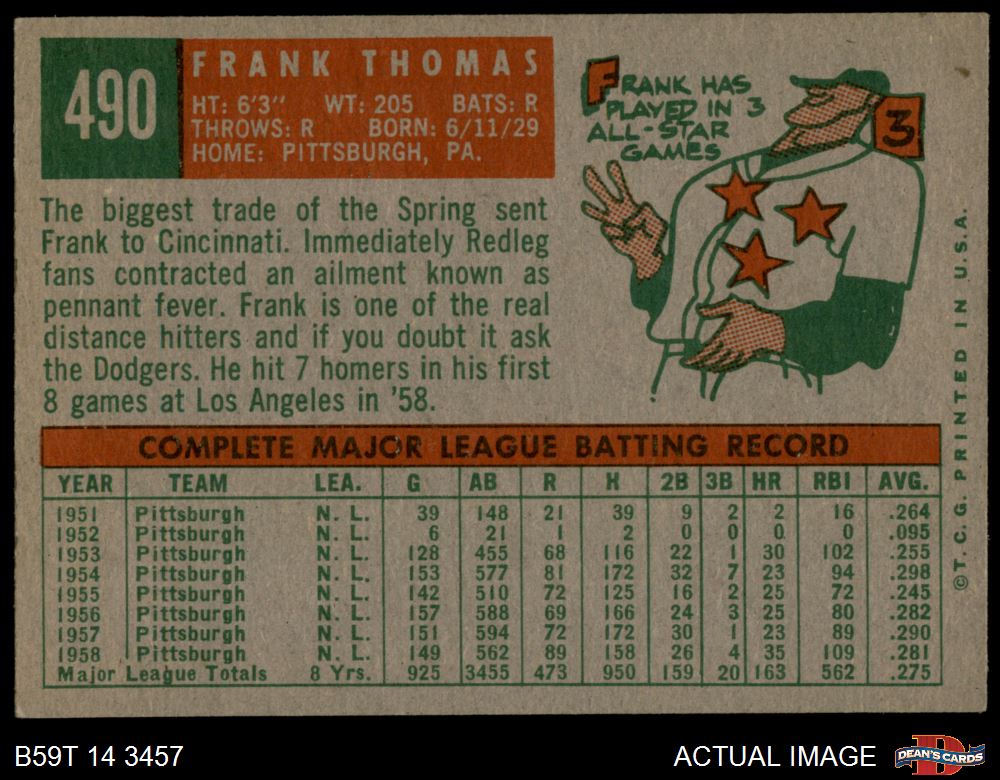 490
FRANK THOMAS
HT: 6'3" WT: 205 BATS: R
THROWS: R BORN: 6/11/29
HOME: PITTSBURGH, PA.
The biggest trade of the Spring sent
Frank to Cincinnati. Immediately Redleg
fans contracted an ailment known as
pennant fever. Frank is one of the real
distance hitters and if you doubt it ask
the Dodgers. He hit 7 homers in his first
8 games at Los Angeles in '58.
FRANK HAS
PLAYED IN 3
ALL-STAR
GAMES
3
COMPLETE MAJOR LEAGUE BATTING RECORD
YEAR TEAM LEA. G AB R H 2B 3B HR RBI AVG.
1951 Pittsburgh N. L. 39 148 21 39 9 2 2 16 .264
1952 Pittsburgh N. L. 6 21 1 2 0 0 0 0 .095
1953 Pittsburgh N. L. 128 455 68 116 22 1 30 102 .255
1954 Pittsburgh N. L. 153 577 81 172 32 7 23 94 .298
1955 Pittsburgh N. L. 142 510 72 125 16 2 25 72 .245
1956 Pittsburgh N. L. 157 588 69 166 24 3 25 80 .282
1957 Pittsburgh N. L. 151 594 72 172 30 1 23 89 .290
1958 Pittsburgh N. L. 149 562 89 158 26 4 35 109 .281
Major League Totals 8 Yrs. 925 3455 473 950 159 20 163 562 .275
©T. C. G. PRINTED IN U.S.A.
B59T 14 3457
ACTUAL IMAGE
D
DEAN'S CARDS